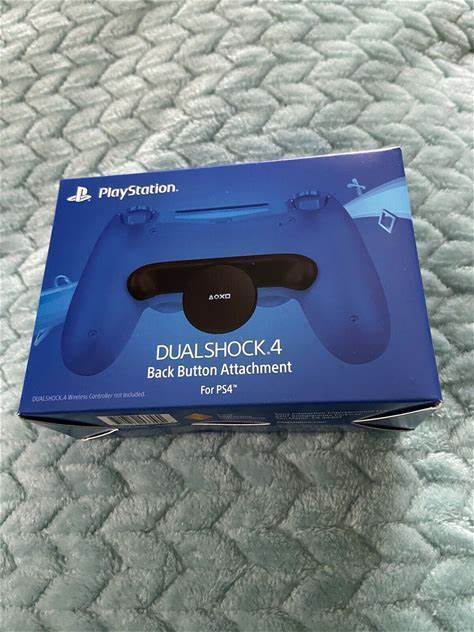 PlayStation®
DUALSHOCK®4
Back Button Attachment
For PS4™
DUALSHOCK®4 Wireless Controller not included.